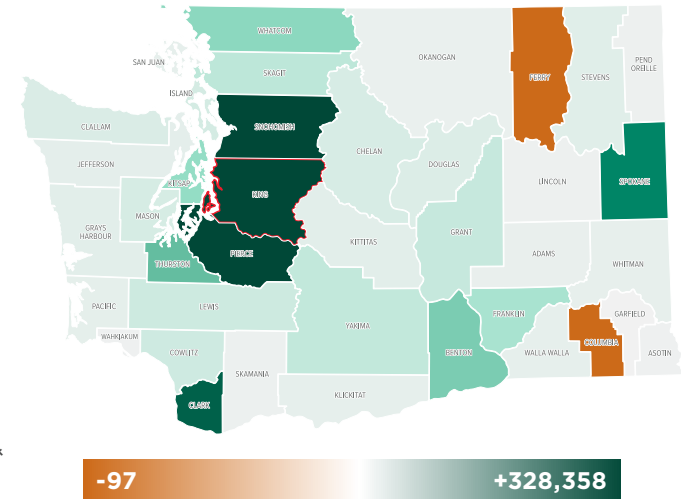 WHATCOM
SAN JUAN
SKAGIT
ISLAND
OKANOGAN
FERRY
STEVENS
PEND
OREILLE
CLALLAM
SNOHOMISH
CHELAN
DOUGLAS
JEFFERSON
KITSAP
KING
LINCOLN
SPOKANE
MASON
GRAYS
HARBOUR
GRANT
KITTITAS
PIERCE
THURSTON
ADAMS
WHITMAN
PACIFIC
LEWIS
YAKIMA
FRANKLIN
GARFIELD
WAHKIAKUM
COWLITZ
BENTON
WALLA WALLA
COLUMBIA
ASOTIN
SKAMANIA
KLICKITAT
CLARK
-97
+328,358